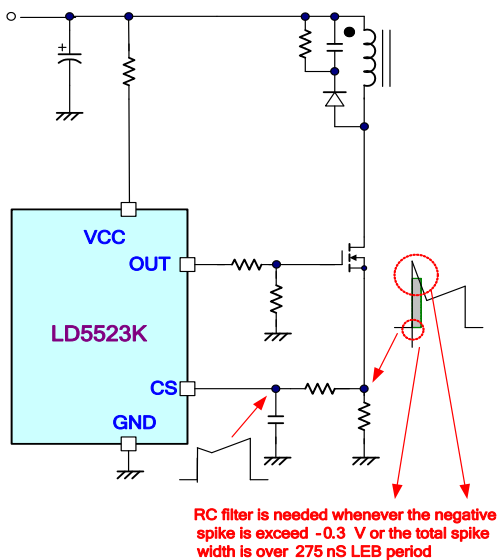 +
VCC
OUT
LD5523K
CS
GND
RC filter is needed whenever the negative
spike is exceed -0.3 V or the total spike
width is over 275 nS LEB period